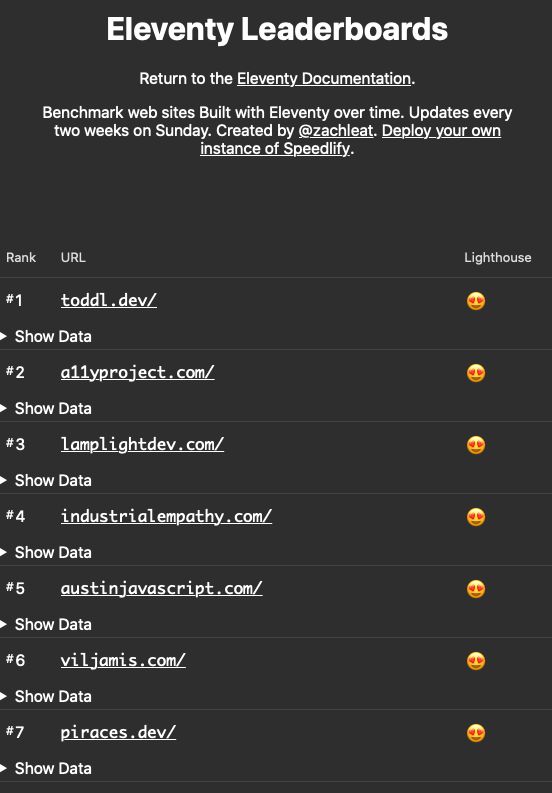 Eleventy Leaderboards
Return to the Eleventy Documentation.
Benchmark web sites Built with Eleventy over time. Updates every
two weeks on Sunday. Created by @zachleat. Deploy your own
instance of Speedlify.
Rank URL Lighthouse
#1 toddl.dev/
Show Data
#2 a11yproject.com/
Show Data
#3 lamplightdev.com/
Show Data
#4 industrialempathy.com/
Show Data
#5 austinjavascript.com/
Show Data
#6 viljamis.com/
Show Data
#7 piraces.dev/
Show Data